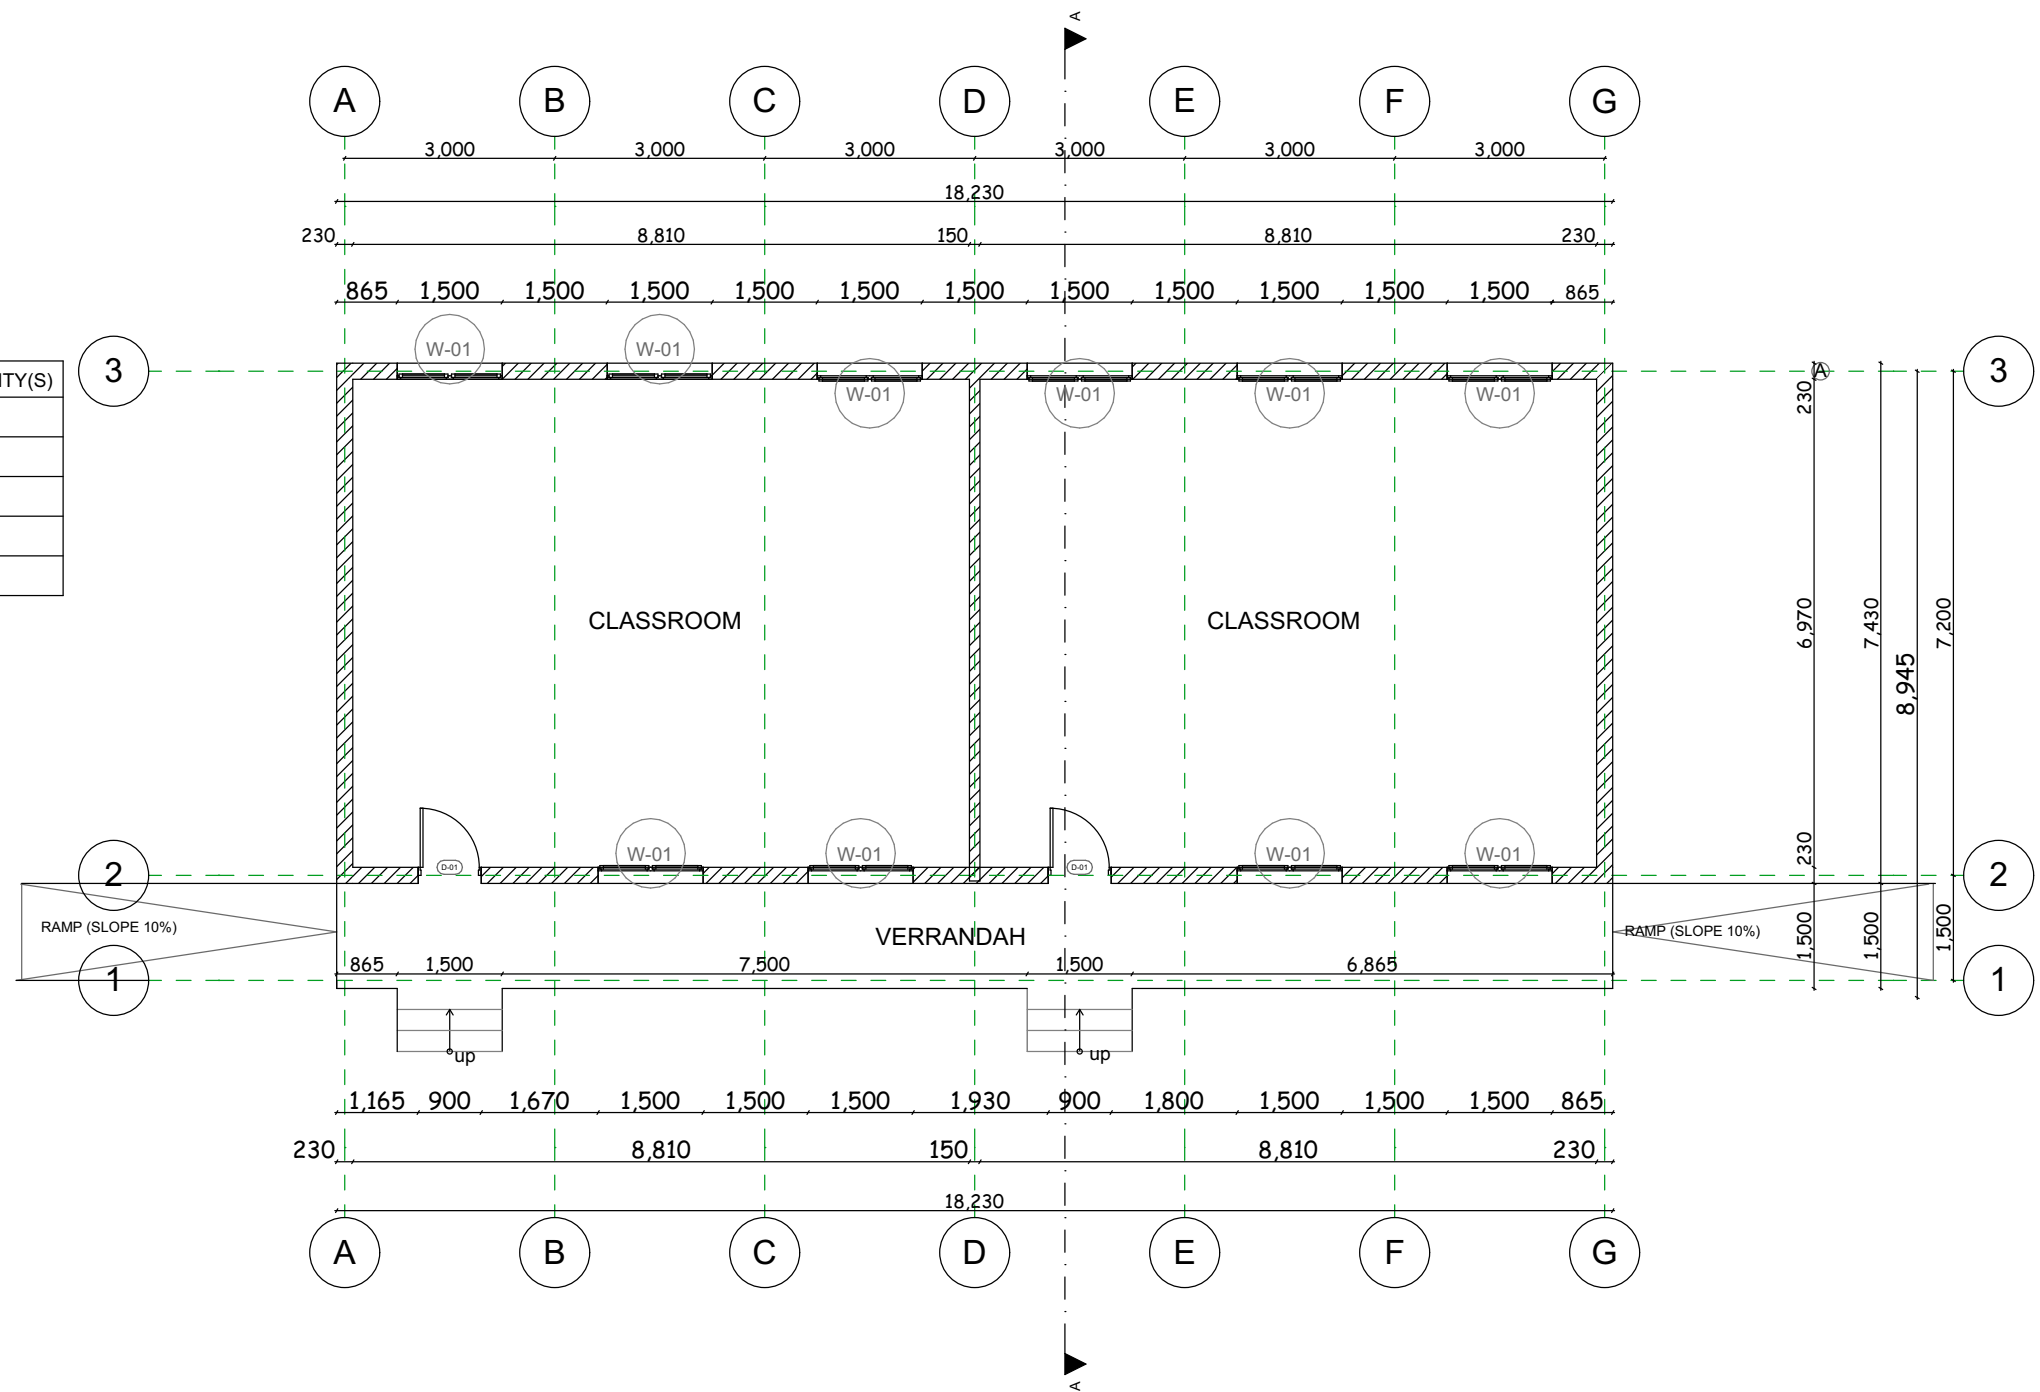 A
A B C D E F G
3,000 3,000 3,000 3,000 3,000 3,000
18,230
230 8,810 150 8,810 230
865 1,500 1,500 1,500 1,500 1,500 1,500 1,500 1,500 1,500 1,500 1,500 865
W-01 W-01
3 A 3
ITY(S)
W-01 W-01 W-01 W-01
230
CLASSROOM CLASSROOM
6,970 7,430 7,200
8,945
W-01 W-01 W-01 W-01
230
D-01 D-01
2 2
RAMP (SLOPE 10%) VERRANDAH RAMP (SLOPE 10%)
1,500 1,500 1,500
865 1,500 7,500 1,500 6,865
1 1
up up
1,165 900 1,670 1,500 1,500 1,500 1,930 900 1,800 1,500 1,500 1,500 865
230 8,810 150 8,810 230
18,230
A B C D E F G
A